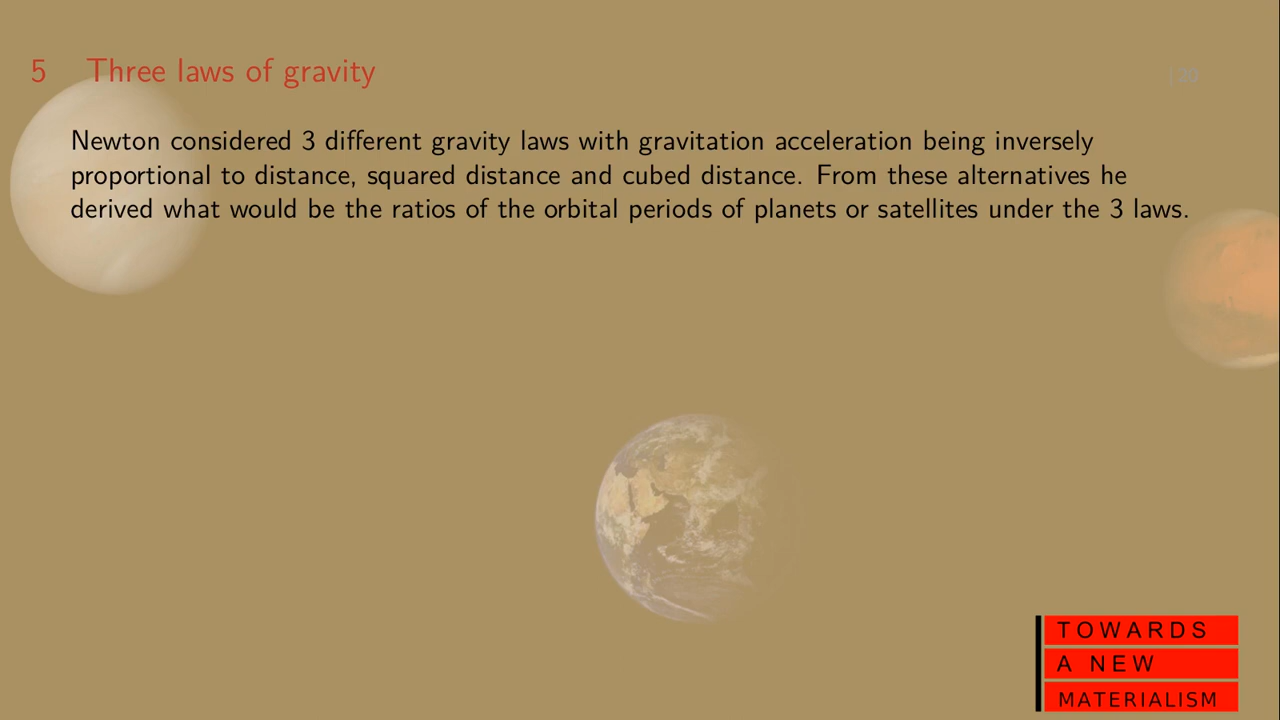 5 Three laws of gravity
|20
Newton considered 3 different gravity laws with gravitation acceleration being inversely
proportional to distance, squared distance and cubed distance. From these alternatives he
derived what would be the ratios of the orbital periods of planets or satellites under the 3 laws.
TOWARDS
A NEW
MATERIALISM